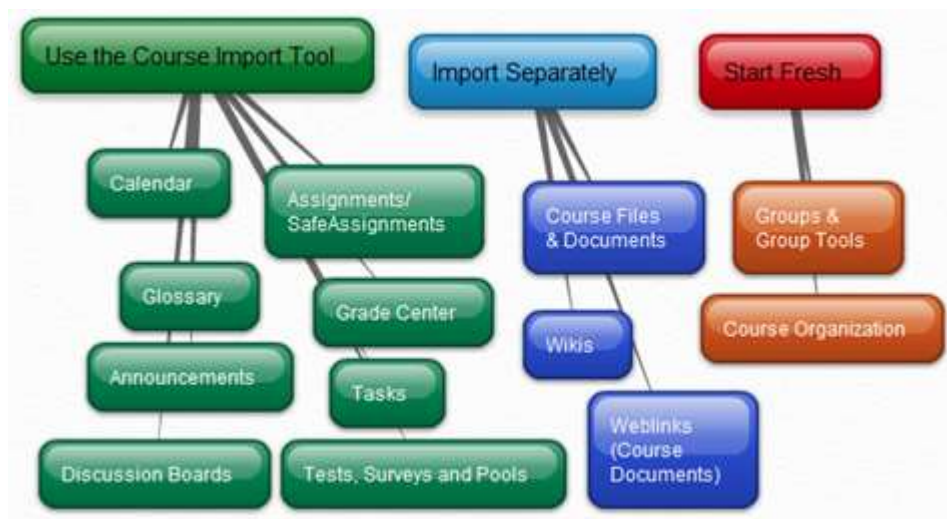 Use the Course Import Tool
Import Separately
Start Fresh
Calendar
Assignments/
SafeAssignments
Glossary
Grade Center
Announcements
Tasks
Discussion Boards
Tests, Surveys and Pools
Course Files
& Documents
Wikis
Weblinks
(Course
Documents)
Groups &
Group Tools
Course Organization